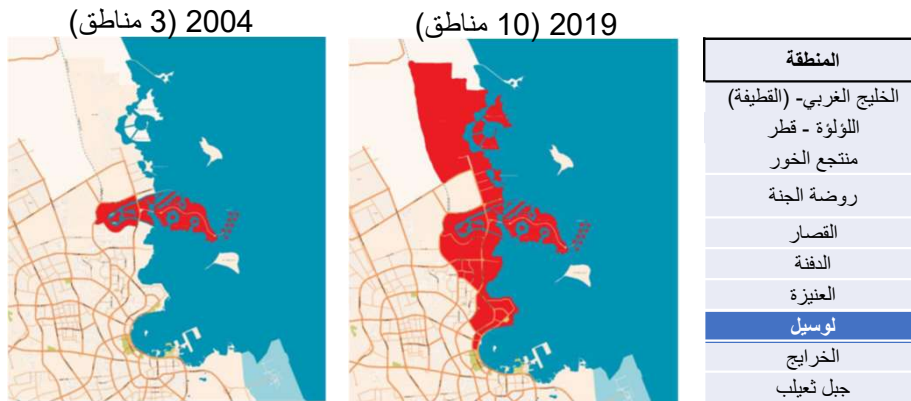 2004 (3 مناطق)
2019 (10 مناطق)
المنطقة
الخليج الغربي- (القطيفة)
اللؤلؤة - قطر
منتجع الخور
روضة الجنة
القصار
الدفنة
العنيزة
لوسيل
الخرايج
جبل ثعيلب